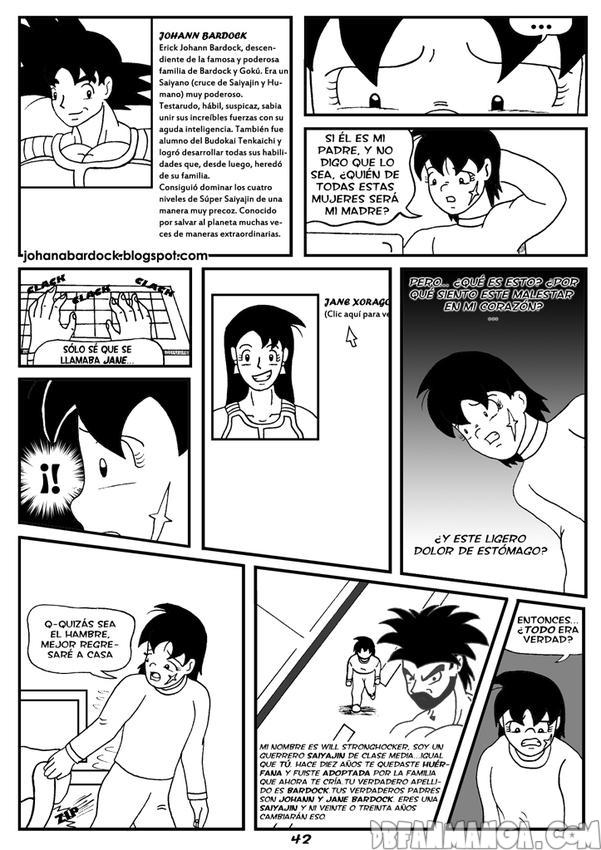 JOHANN BARDOCK
Erick Johann Bardock, descen-
diente de la famosa y poderosa
familia de Bardock y Gokú. Era un
Saiyano (cruce de Saiyajin y Hu-
mano) muy poderoso.
Testarudo, hábil, suspicaz, sabia
unir sus increíbles fuerzas con su
aguda inteligencia. También fue
alumno del Budokai Tenkaichi y
logró desarrollar todas sus habili-
dades que, desde luego, heredó
de su familia.
Consiguió dominar los cuatro
niveles de Súper Saiyajin de una
manera muy precoz. Conocido
por salvar al planeta muchas ve-
ces de maneras extraordinarias.
johanabardock.blogspot.com
...
SI ÉL ES MI
PADRE, Y NO
DIGO QUE LO
SEA, ¿QUIÉN DE
TODAS ESTAS
MUJERES SERÁ
MI MADRE?
CLACK
CLACK
CLACK
SÓLO SÉ QUE SE
LLAMABA JANE...
JANE XORAGO
(Clic aquí para ve
¡!
PERO... ¿QUÉ ES ESTO? ¿POR
QUÉ SIENTO ESTE MALESTAR
EN MI CORAZÓN?
...
¿Y ESTE LIGERO
DOLOR DE ESTÓMAGO?
Q-QUIZÁS SEA
EL HAMBRE,
MEJOR REGRE-
SARÉ A CASA
ZIP
MI NOMBRE ES WILL STRONGHOCKER, SOY UN
GUERRERO SAIYAJIN DE CLASE MEDIA...IGUAL
QUE TÚ. HACE DIEZ AÑOS TE QUEDASTE HUÉR-
FANA Y FUISTE ADOPTADA POR LA FAMILIA
QUE AHORA TE CRÍA.TU VERDADERO APELLI-
DO ES BARDOCK.TUS VERDADEROS PADRES
SON JOHANN Y JANE BARDOCK. ERES UNA
SAIYAJIN Y NI VEINTE O TREINTA AÑOS
CAMBIARÁN ESO.
ENTONCES...
¿TODO ERA
VERDAD?
42
DBFANMANGA.COM